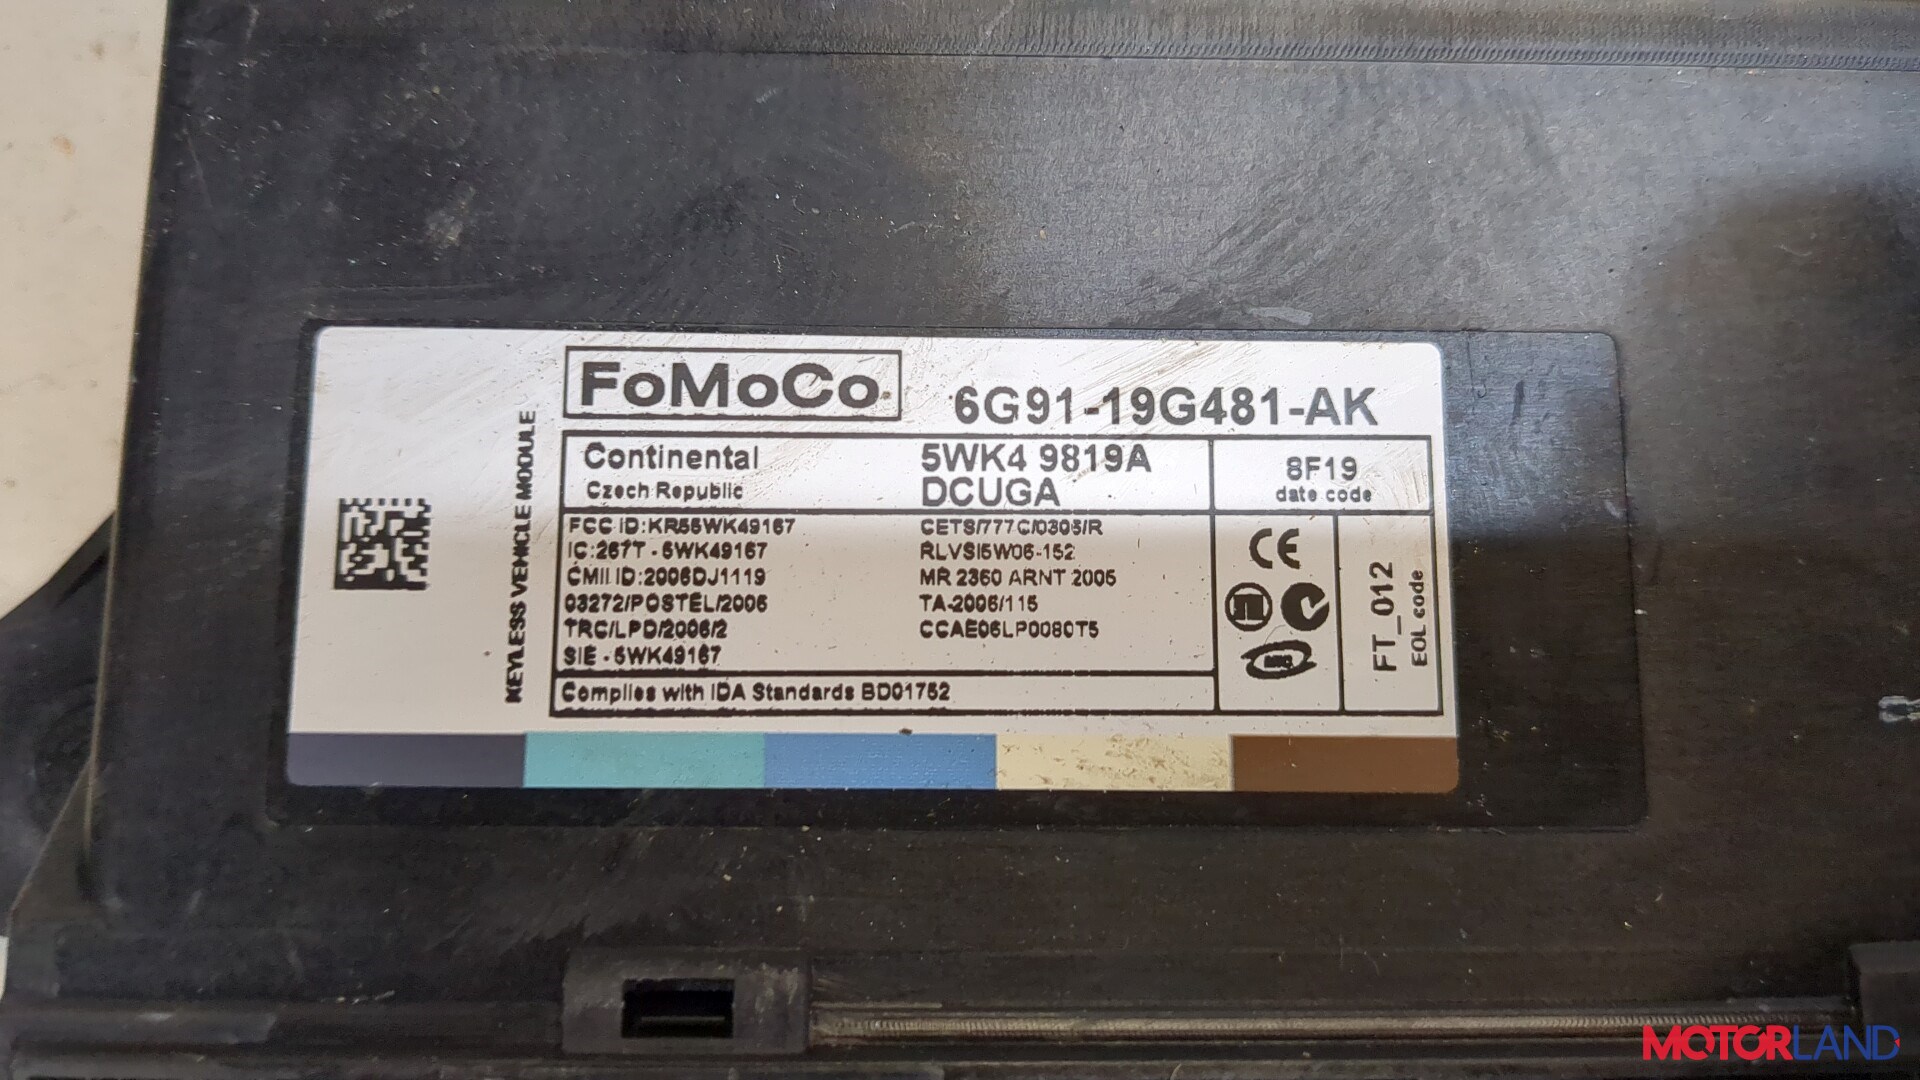 FoMoCo
6G91-19G481-AK
KEYLESS VEHICLE MODULE
Continental
Czech Republic
5WK4 9819A
DCUGA
8F19
date code
FCC ID:KR55WK49167
IC:267T - 5WK49167
CMII ID:2006DJ1119
03272/POSTEL/2006
TRC/LPD/2006/2
SIE - 5WK49167
CETS/777C/0305/R
RLVSI5W06-152
MR 2360 ARNT 2005
TA-2006/115
CCAE06LP0080T5
Complies with IDA Standards BD01752
CE
FT_012
EOL code
MOTORLAND